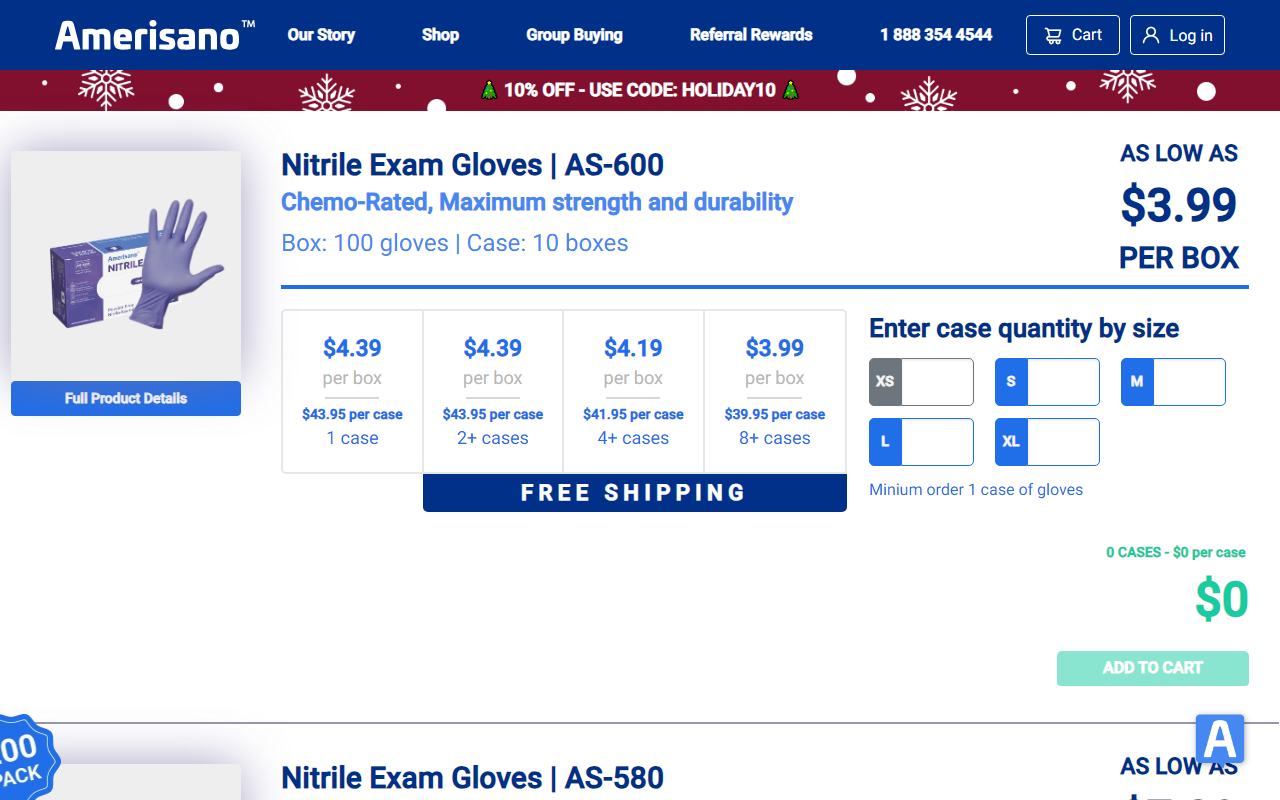 Amerisano™
Our Story
Shop
Group Buying
Referral Rewards
1 888 354 4544
Cart
Log in
10% OFF - USE CODE: HOLIDAY10
Amerisano
NITRILE
Full Product Details
Nitrile Exam Gloves | AS-600
Chemo-Rated, Maximum strength and durability
Box: 100 gloves | Case: 10 boxes
AS LOW AS
$3.99
PER BOX
$4.39
per box
$43.95 per case
1 case
$4.39
per box
$43.95 per case
2+ cases
$4.19
per box
$41.95 per case
4+ cases
$3.99
per box
$39.95 per case
8+ cases
FREE SHIPPING
Enter case quantity by size
XS
S
M
L
XL
Minium order 1 case of gloves
0 CASES - $0 per case
$0
ADD TO CART
Nitrile Exam Gloves | AS-580
AS LOW AS
A